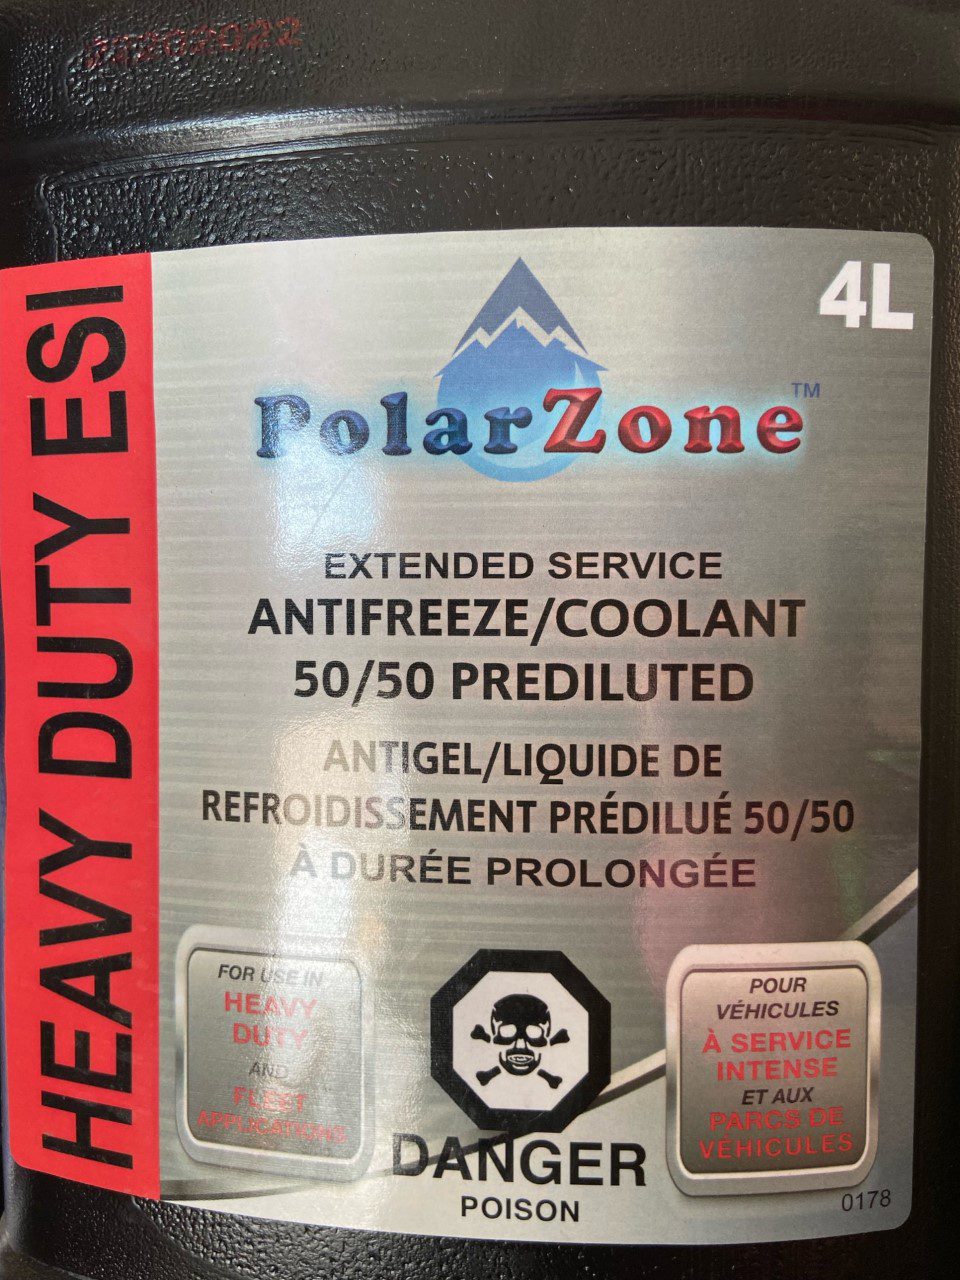 4L
PolarZone™
HEAVY DUTY ESI
EXTENDED SERVICE
ANTIFREEZE/COOLANT
50/50 PREDILUTED
ANTIGEL/LIQUIDE DE
REFROIDISSEMENT PRÉDILUÉ 50/50
À DURÉE PROLONGÉE
FOR USE IN
HEAVY
DUTY
AND
FLEET
APPLICATIONS
DANGER
POISON
POUR
VÉHICULES
À SERVICE
INTENSE
ET AUX
PARCS DE
VÉHICULES
0178